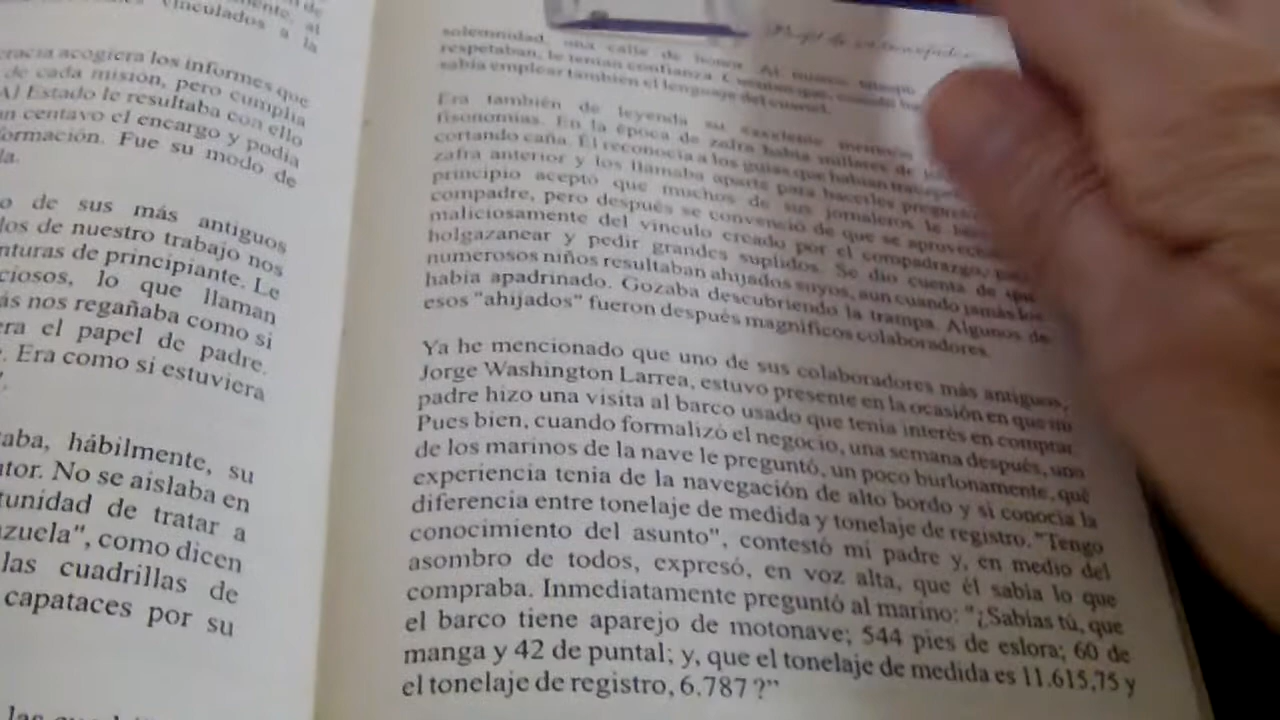 vinculados a la
acogiera los informes que
de cada misión, pero cumplía
Al Estado le resultaba con ello
un centavo el encargo y podía
formación. Fue su modo de
o de sus más antiguos
los de nuestro trabajo nos
nturas de principiante. Le
ciosos, lo que llaman
ás nos regañaba como si
era el papel de padre.
. Era como si estuviera
taba, hábilmente, su
tor. No se aislaba en
tunidad de tratar a
zuela", como dicen
las cuadrillas de
capataces por su
solemnidad, una calle de honor. Al mismo tiempo
respetaban, le tenían confianza.
sabía emplear también el lenguaje del cuartel.
Era también de leyenda su excelente memoria
fisonomías. En la época de zafra había millares de
cortando caña. El reconocía a los guías que habían
zafra anterior y los llamaba aparte para hacerles
principio aceptó que muchos de sus jornaleros le
compadre, pero después se convenció de que se
maliciosamente del vínculo creado por el compadrazgo, para
holgazanear y pedir grandes suplidos. Se dio cuenta de que
numerosos niños resultaban ahijados suyos, aun cuando jamás los
había apadrinado. Gozaba descubriendo la trampa. Algunos de
esos "ahijados" fueron después magníficos colaboradores.
Ya he mencionado que uno de sus colaboradores más antiguos,
Jorge Washington Larrea, estuvo presente en la ocasión en que mi
padre hizo una visita al barco usado que tenía interés en comprar.
Pues bien, cuando formalizó el negocio, una semana después, uno
de los marinos de la nave le preguntó, un poco burlonamente, qué
experiencia tenía de la navegación de alto bordo y si conocía la
diferencia entre tonelaje de medida y tonelaje de registro. "Tengo
conocimiento del asunto", contestó mi padre y, en medio del
asombro de todos, expresó, en voz alta, que él sabía lo que
compraba. Inmediatamente preguntó al marino: "¿Sabías tú, que
el barco tiene aparejo de motonave; 544 pies de eslora; 60 de
manga y 42 de puntal; y, que el tonelaje de medida es 11.615,75 y
el tonelaje de registro, 6.787 ?"